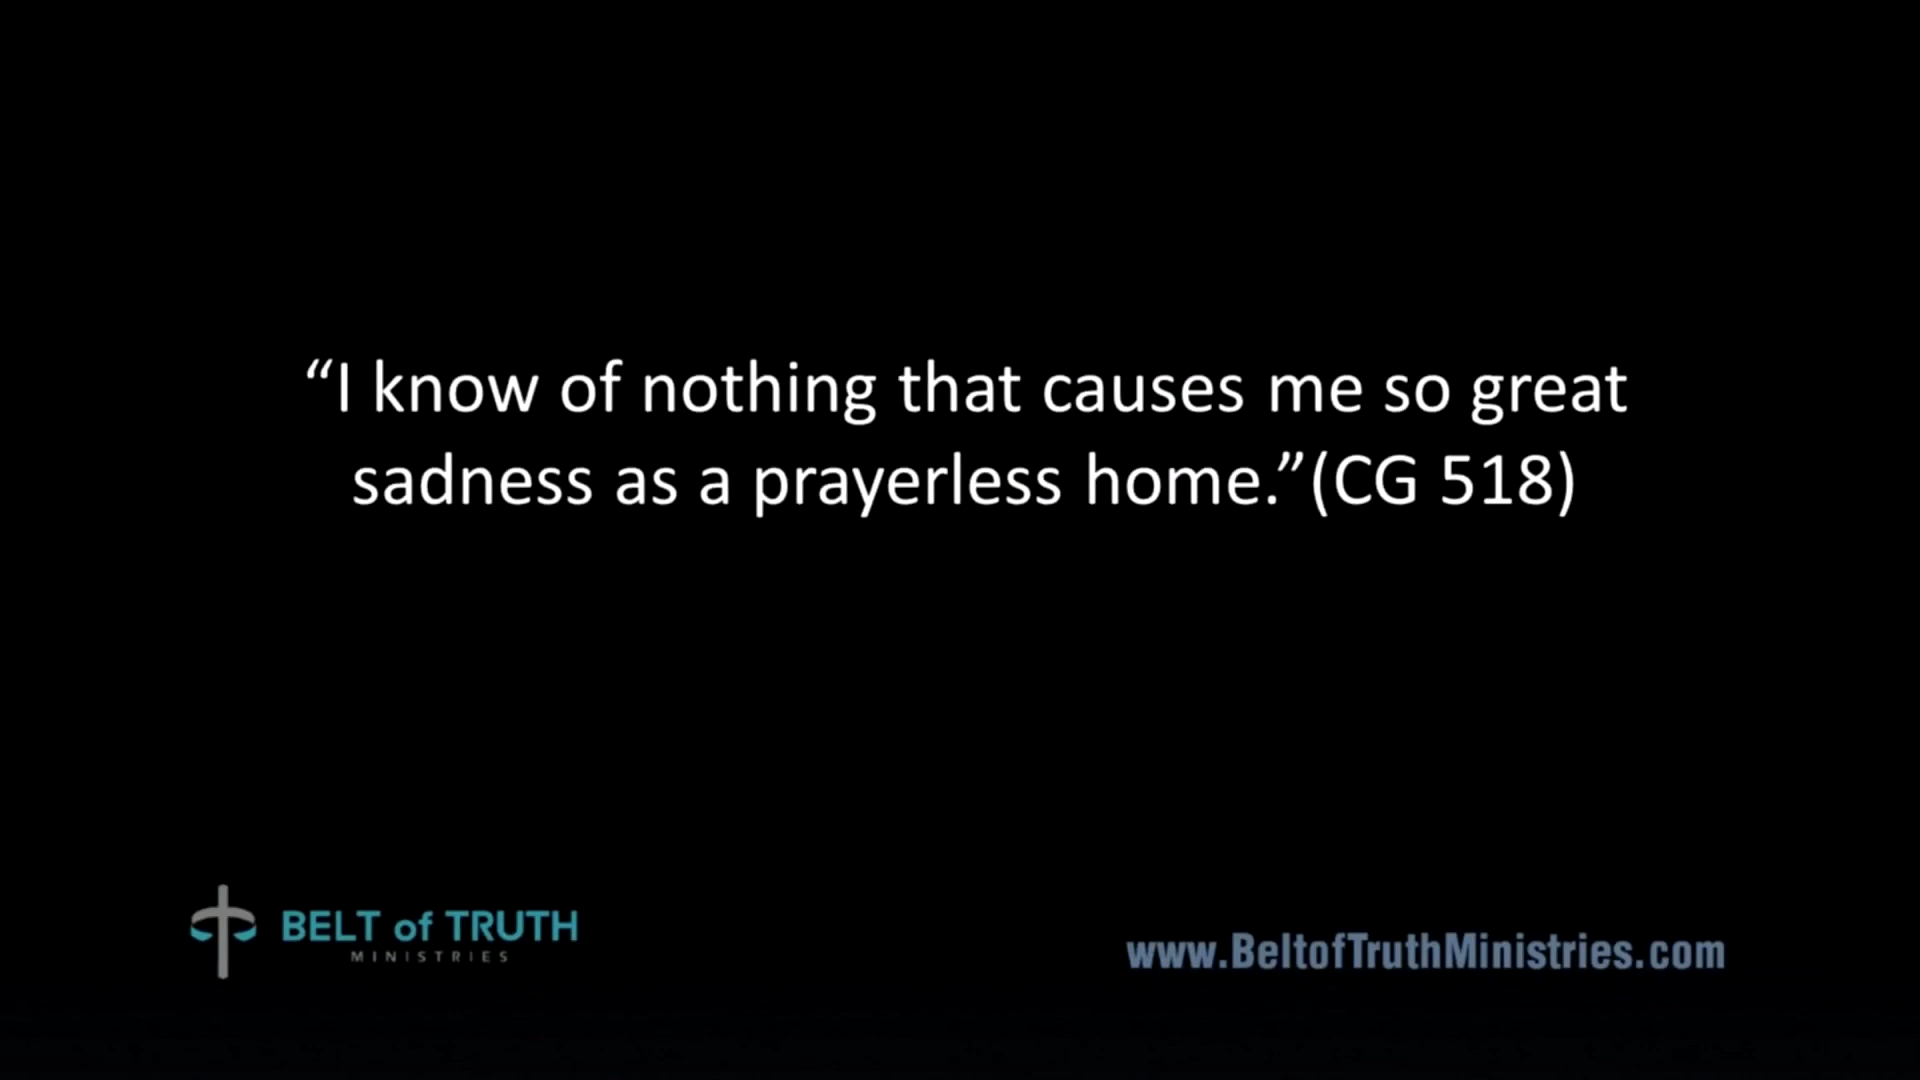 “I know of nothing that causes me so great
sadness as a prayerless home.”(CG 518)
BELT of TRUTH
MINISTRIES
www.BeltofTruthMinistries.com